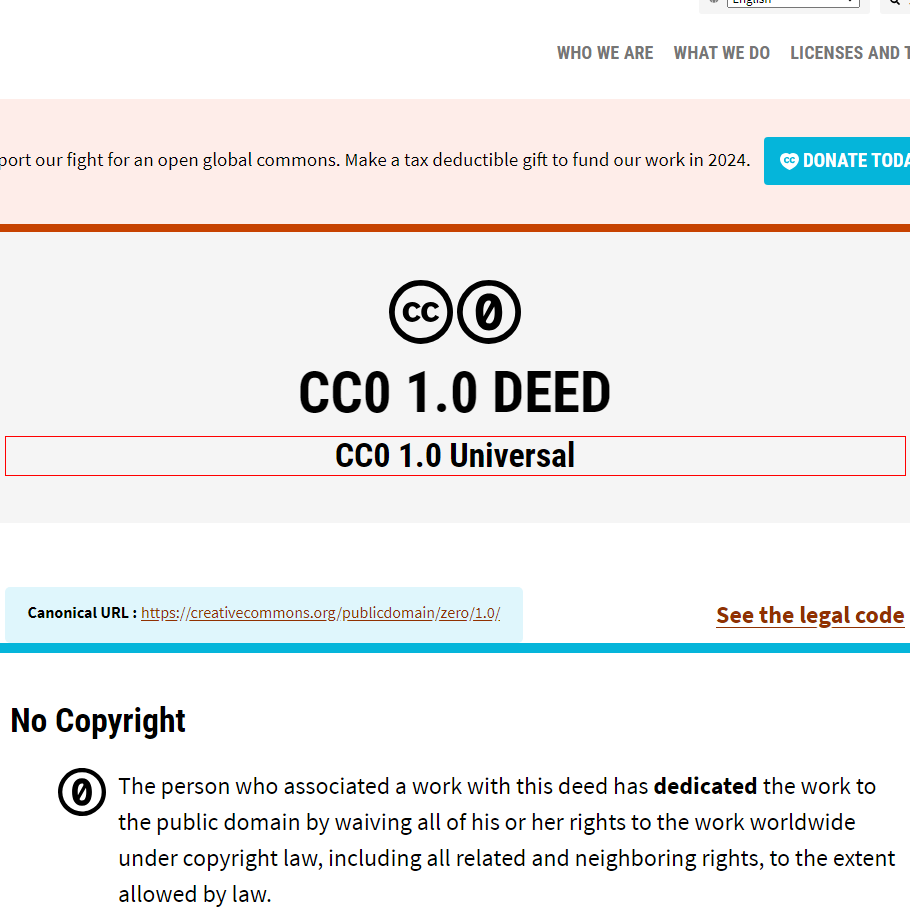 English
WHO WE ARE WHAT WE DO LICENSES AND T
port our fight for an open global commons. Make a tax deductible gift to fund our work in 2024. cc DONATE TODA
cc 0
CC0 1.0 DEED
CC0 1.0 Universal
Canonical URL : https://creativecommons.org/publicdomain/zero/1.0/ See the legal code
No Copyright
0 The person who associated a work with this deed has dedicated the work to
the public domain by waiving all of his or her rights to the work worldwide
under copyright law, including all related and neighboring rights, to the extent
allowed by law.